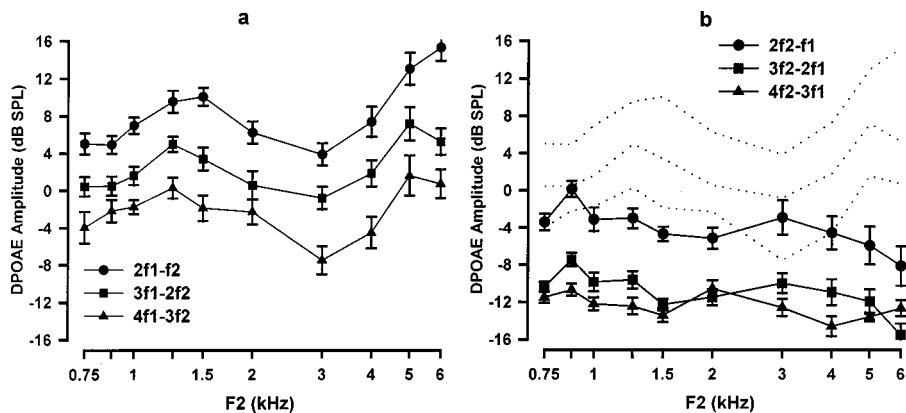 a
16
12
8
4
0
-4
-8
-12
-16
DPOAE Amplitude (dB SPL)
2f1-f2
3f1-2f2
4f1-3f2
0.75 1 1.5 2 3 4 5 6
F2 (kHz)
b
16
12
8
4
0
-4
-8
-12
-16
DPOAE Amplitude (dB SPL)
2f2-f1
3f2-2f1
4f2-3f1
0.75 1 1.5 2 3 4 5 6
F2 (kHz)